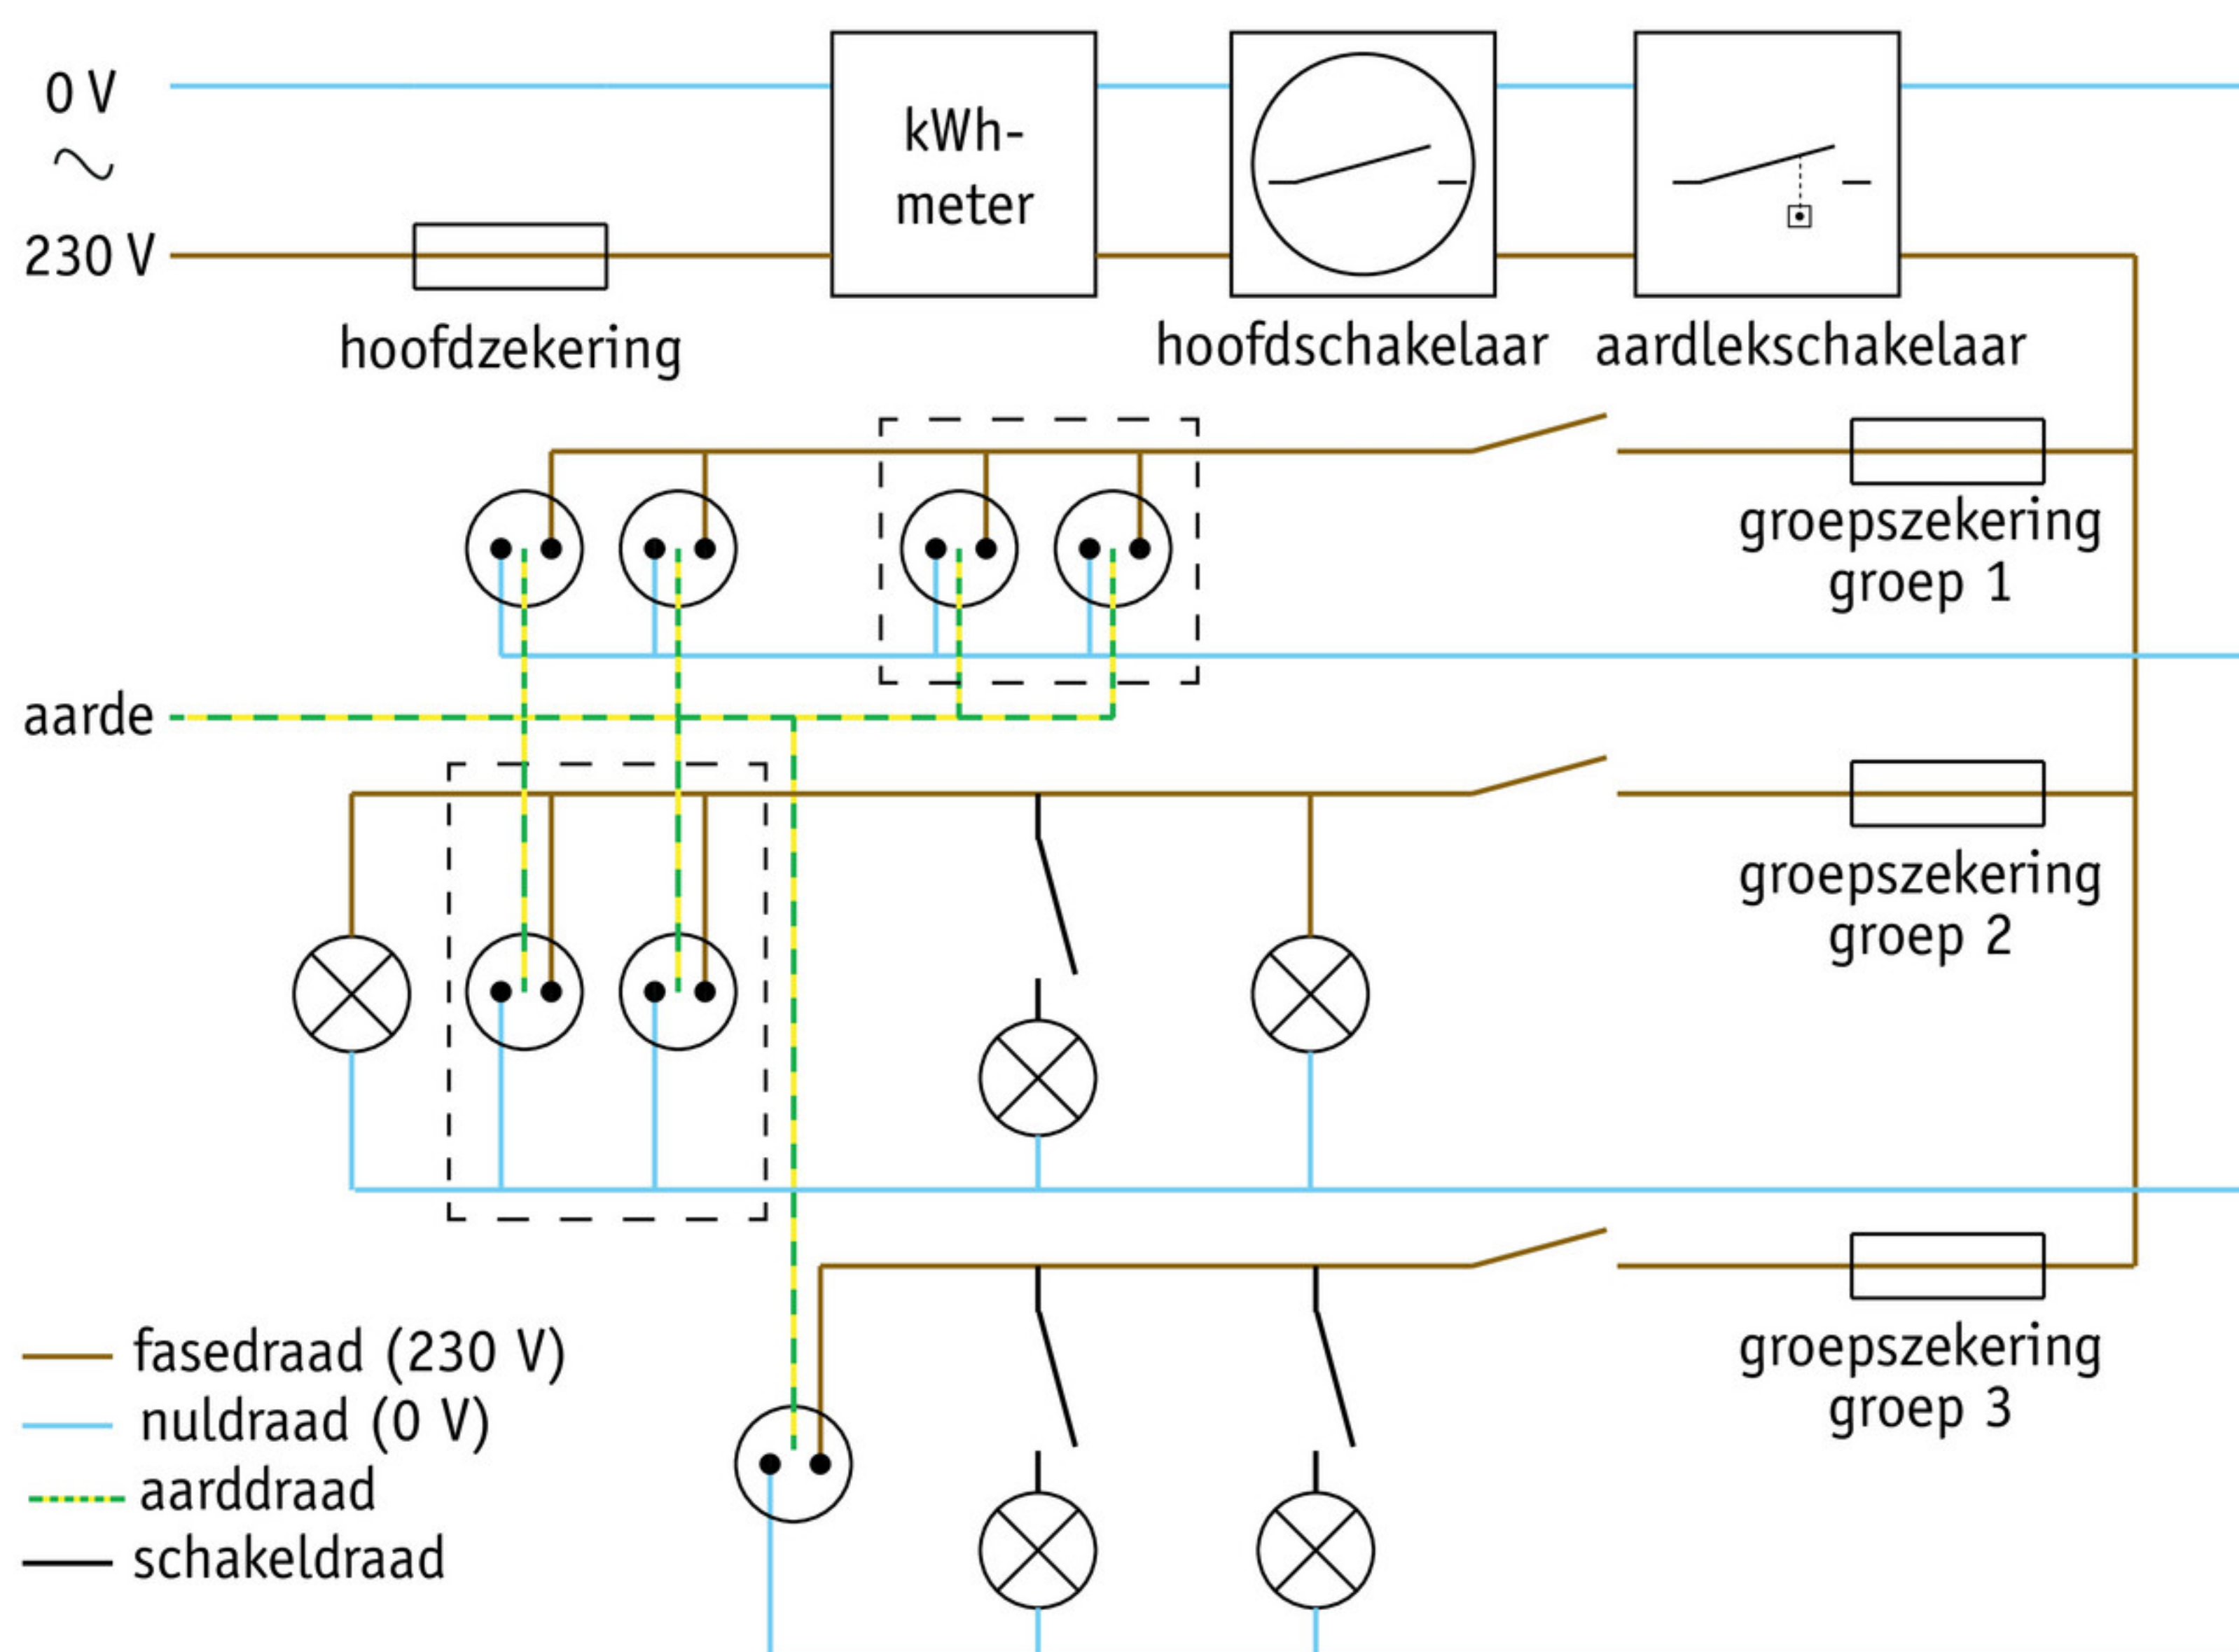 0 V
~
230 V
kWh-
meter
hoofdzekering
hoofdschakelaar
aardlekschakelaar
groepszekering
groep 1
aarde
groepszekering
groep 2
groepszekering
groep 3
fasedraad (230 V)
nuldraad (0 V)
aarddraad
schakeldraad